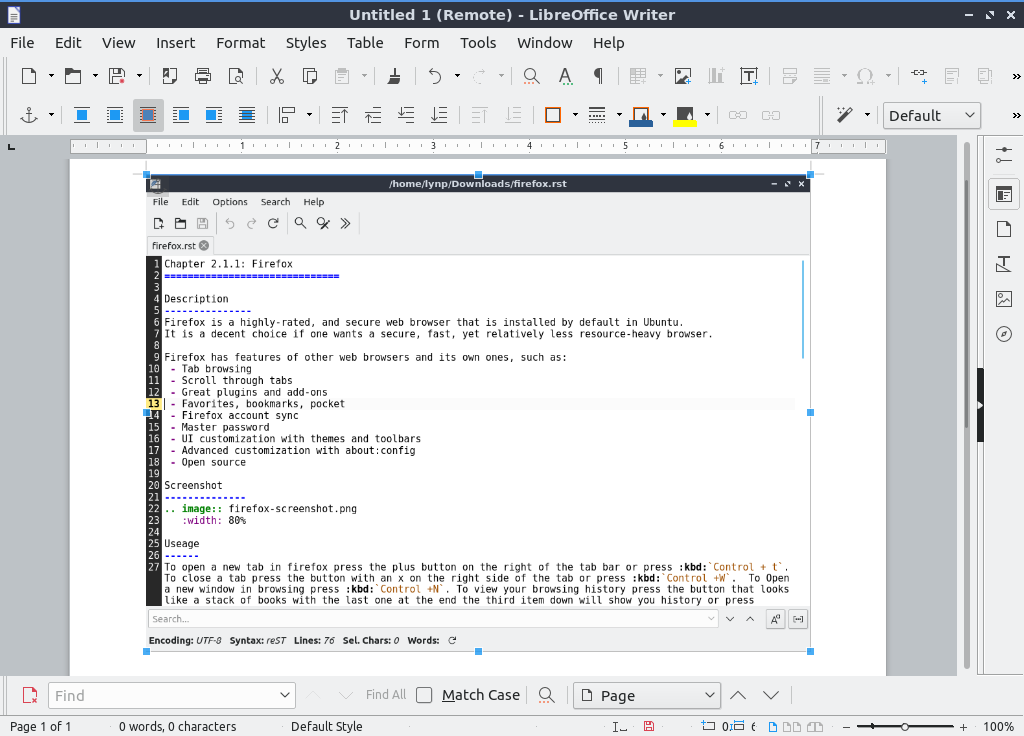 Untitled 1 (Remote) - LibreOffice Writer
File Edit View Insert Format Styles Table Form Tools Window Help
Default
1 2 3 4 5 6 7
/home/lynp/Downloads/firefox.rst
File Edit Options Search Help
firefox.rst
1 Chapter 2.1.1: Firefox
2 ==============================
3
4 Description
5 ---------------
6 Firefox is a highly-rated, and secure web browser that is installed by default in Ubuntu.
7 It is a decent choice if one wants a secure, fast, yet relatively less resource-heavy browser.
8
9 Firefox has features of other web browsers and its own ones, such as:
10 - Tab browsing
11 - Scroll through tabs
12 - Great plugins and add-ons
13 - Favorites, bookmarks, pocket
14 - Firefox account sync
15 - Master password
16 - UI customization with themes and toolbars
17 - Advanced customization with about:config
18 - Open source
19
20 Screenshot
21 --------------
22 .. image:: firefox-screenshot.png
23 :width: 80%
24
25 Useage
26 ------
27 To open a new tab in firefox press the plus button on the right of the tab bar or press :kbd:`Control + t`.
To close a tab press the button with an x on the right side of the tab or press :kbd:`Control +W`. To Open
a new window in browsing press :kbd:`Control +N`. To view your browsing history press the button that looks
like a stack of books with the last one at the end the third item down will show you history or press
Search...
Encoding: UTF-8 Syntax: reST Lines: 76 Sel. Chars: 0 Words:
Find Find All Match Case Page
Page 1 of 1 0 words, 0 characters Default Style 100%